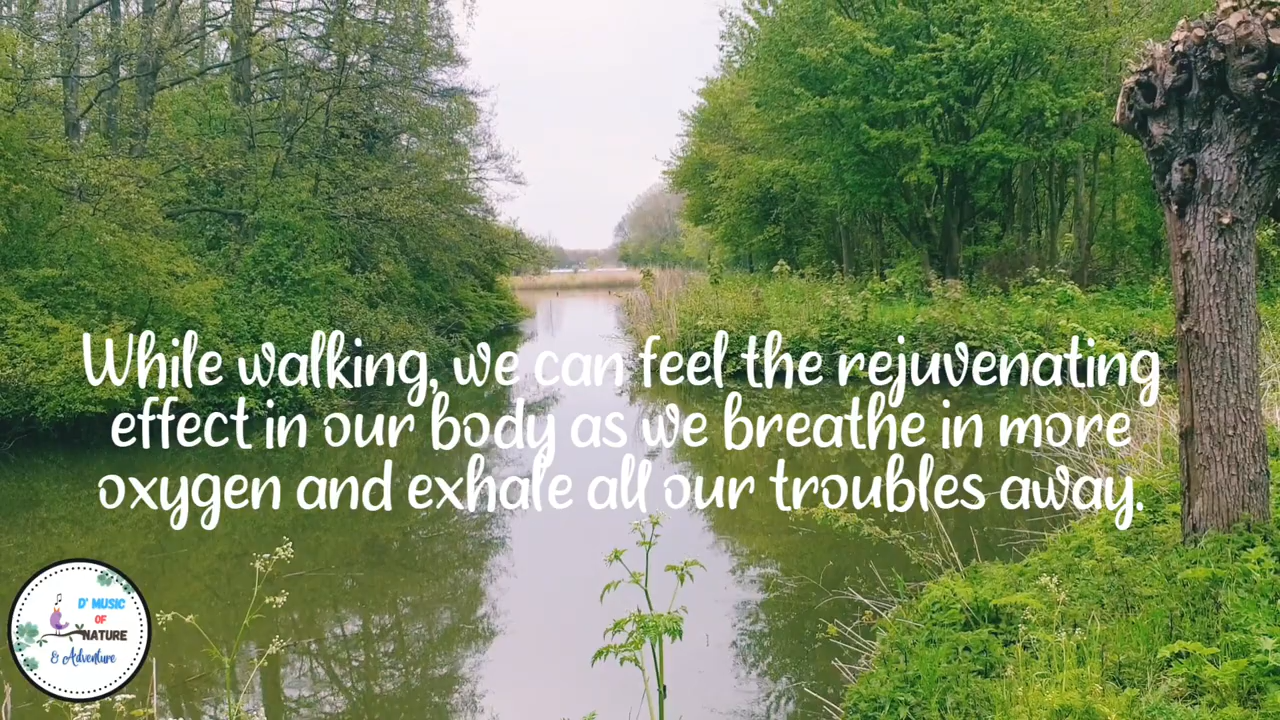 While walking, we can feel the rejuvenating
effect in our body as we breathe in more
oxygen and exhale all our troubles away.
D' MUSIC
OF
NATURE
& Adventure